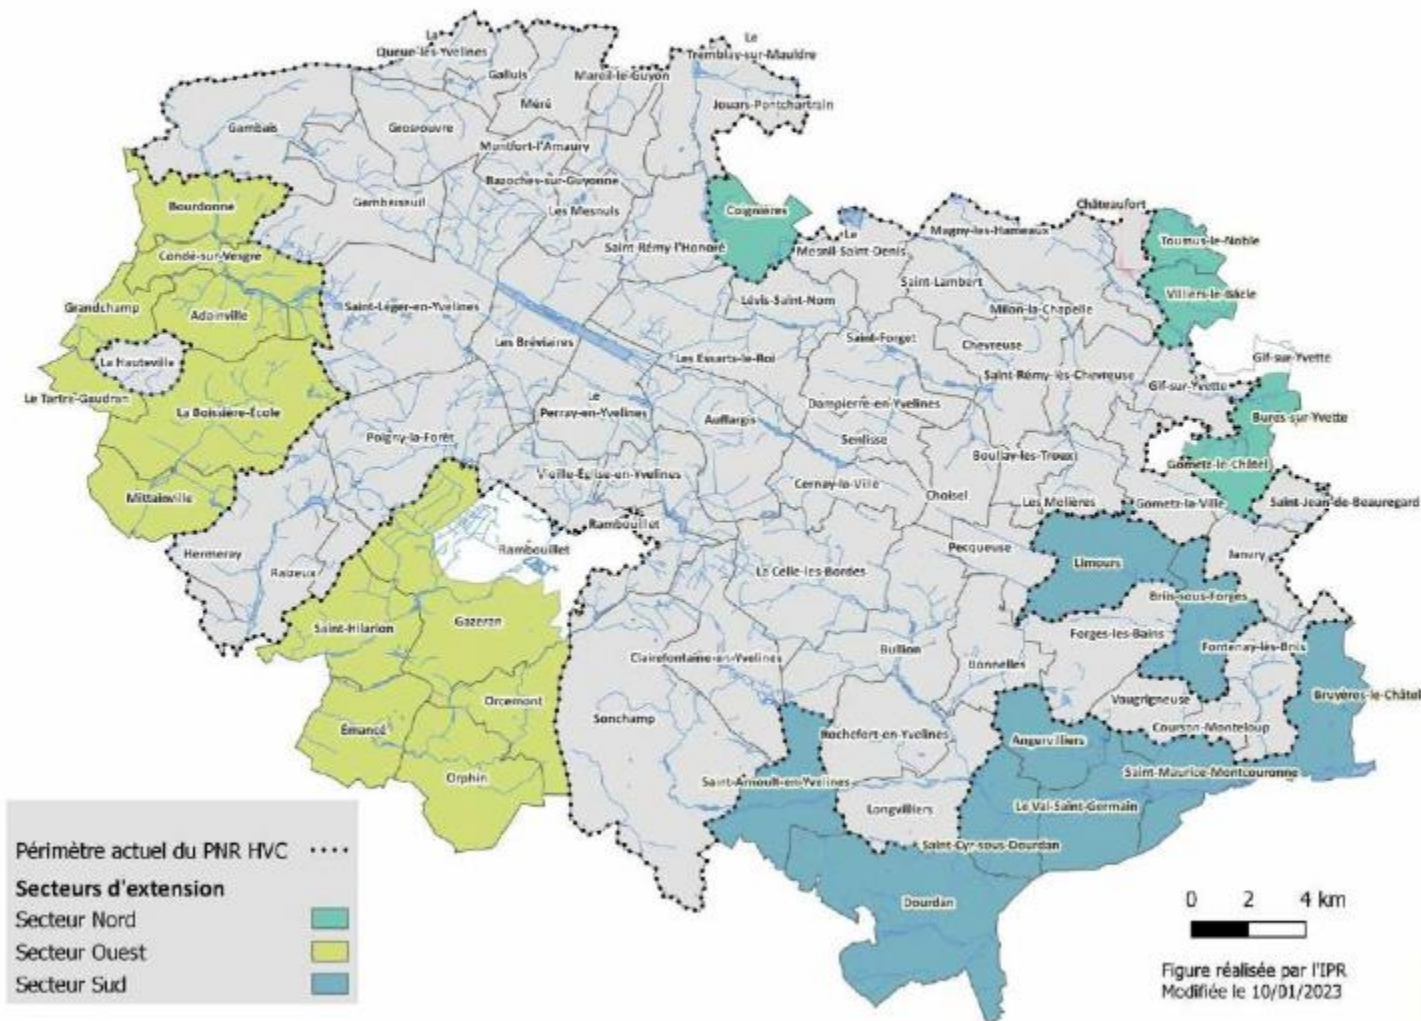 La
Queue-les-Yvelines
Le
Tremblay-sur-Mauldre
Galluis
Mareil-le-Guyon
Méré
Jouars-Pontchartrain
Gambais
Grosrouvre
Montfort-l'Amaury
Bazoches-sur-Guyonne
Bourdonné
Gambaiseuil
Les Mesnuls
Coignières
Châteaufort
Saint-Rémy-l'Honoré
Le
Mesnil-Saint-Denis
Magny-les-Hameaux
Toussus-le-Noble
Condé-sur-Vesgre
Saint-Lambert
Villiers-le-Bâcle
Grandchamp
Adainville
Saint-Léger-en-Yvelines
Lévis-Saint-Nom
Milon-la-Chapelle
Les Bréviaires
Saint-Forget
Chevreuse
Gif-sur-Yvette
La Hauteville
Les Essarts-le-Roi
Saint-Rémy-lès-Chevreuse
Gif-sur-Yvette
Le Tartre-Gaudran
La Boissière-École
Le
Perray-en-Yvelines
Auffargis
Dampierre-en-Yvelines
Bures-sur-Yvette
Poigny-la-Forêt
Senlisse
Boullay-les-Troux
Gometz-le-Châtel
Vieille-Église-en-Yvelines
Cernay-la-Ville
Choisel
Mittainville
Les Molières
Gometz-la-Ville
Saint-Jean-de-Beauregard
Rambouillet
Hermeray
Rambouillet
Pecqueuse
Janvry
Raizeux
La Celle-les-Bordes
Limours
Briis-sous-Forges
Saint-Hilarion
Gazeran
Forges-les-Bains
Fontenay-lès-Briis
Clairefontaine-en-Yvelines
Bullion
Bonnelles
Bruyères-le-Châtel
Orcemont
Vaugrigneuse
Émancé
Sonchamp
Rochefort-en-Yvelines
Courson-Monteloup
Angervilliers
Orphin
Saint-Arnoult-en-Yvelines
Saint-Maurice-Montcouronne
Longvilliers
Le Val-Saint-Germain
Saint-Cyr-sous-Dourdan
Dourdan
Périmètre actuel du PNR HVC
Secteurs d'extension
Secteur Nord
Secteur Ouest
Secteur Sud
0 2 4 km
Figure réalisée par l'IPR
Modifiée le 10/01/2023